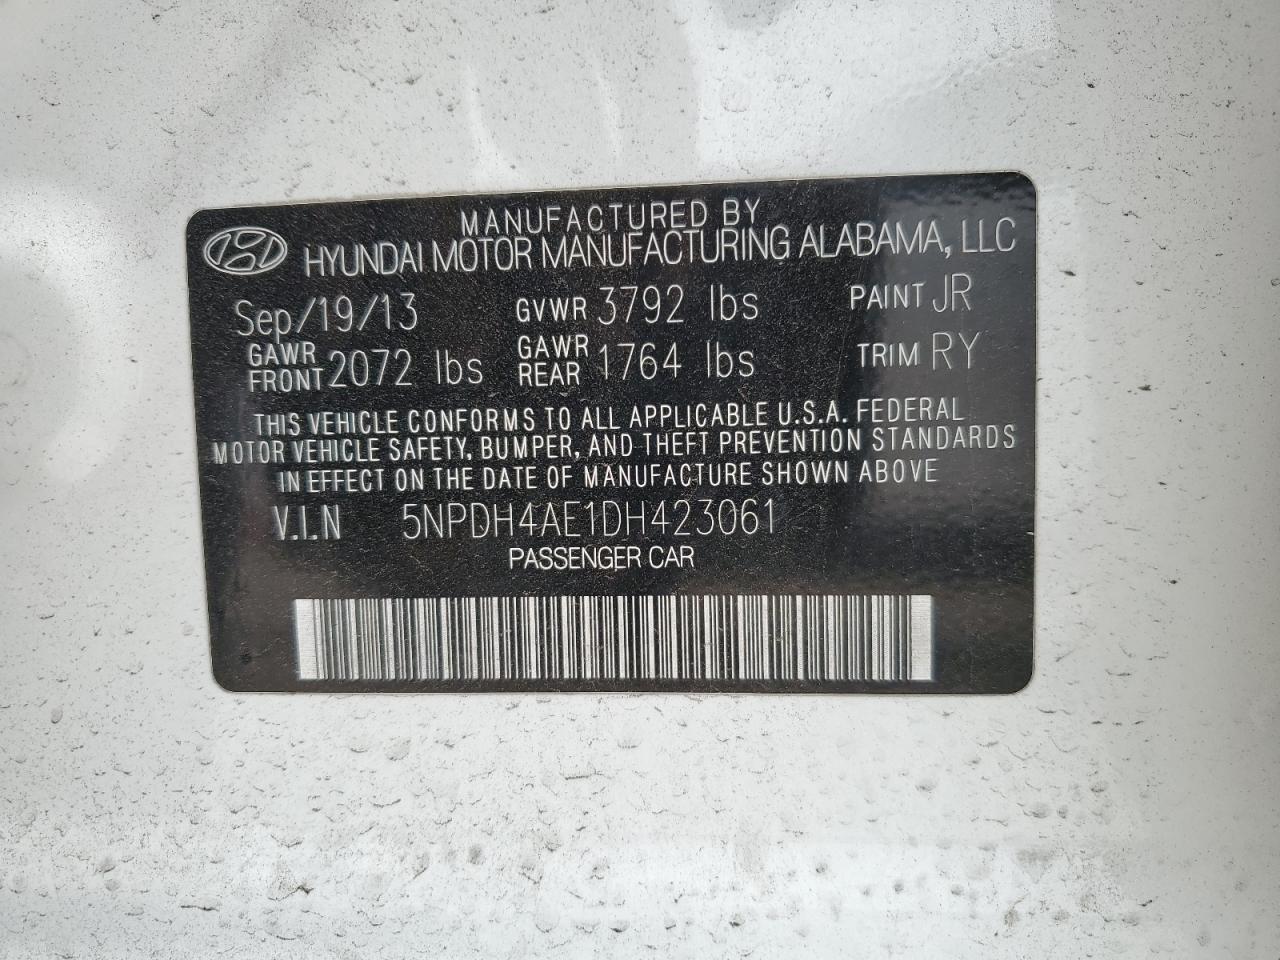 MANUFACTURED BY
HYUNDAI MOTOR MANUFACTURING ALABAMA, LLC
Sep/19/13 GVWR 3792 lbs PAINT JR
GAWR FRONT 2072 lbs GAWR REAR 1764 lbs TRIM RY
THIS VEHICLE CONFORMS TO ALL APPLICABLE U.S.A. FEDERAL
MOTOR VEHICLE SAFETY, BUMPER, AND THEFT PREVENTION STANDARDS
IN EFFECT ON THE DATE OF MANUFACTURE SHOWN ABOVE
V.I.N 5NPDH4AE1DH423061
PASSENGER CAR